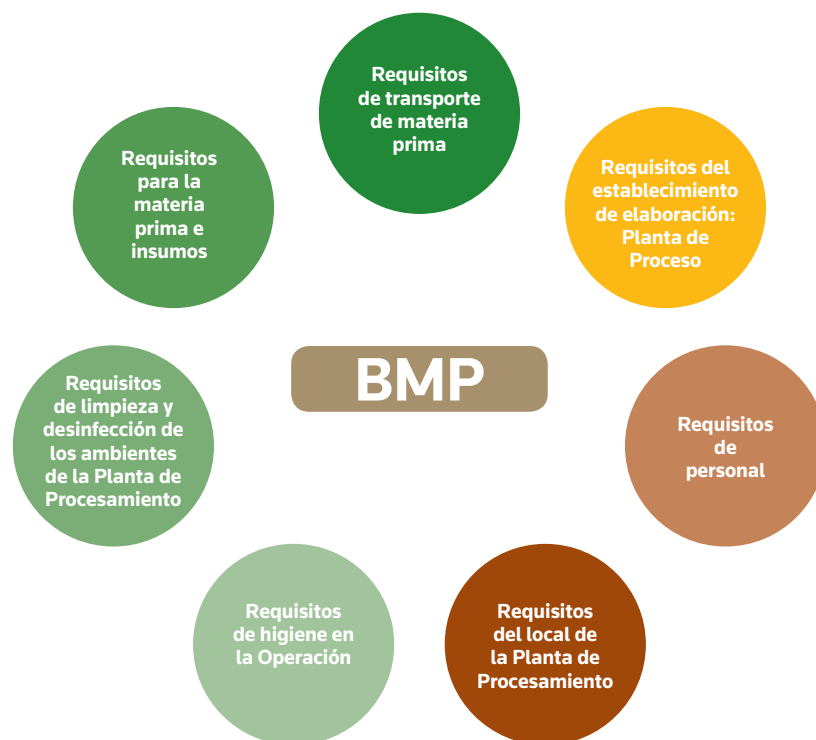 Requisitos
de transporte
de materia
prima
Requisitos
para la
materia
prima e
insumos
Requisitos del
establecimiento
de elaboración:
Planta de
Proceso
BMP
Requisitos
de limpieza y
desinfección de
los ambientes
de la Planta de
Procesamiento
Requisitos
de
personal
Requisitos
de higiene en
la Operación
Requisitos
del local de
la Planta de
Procesamiento